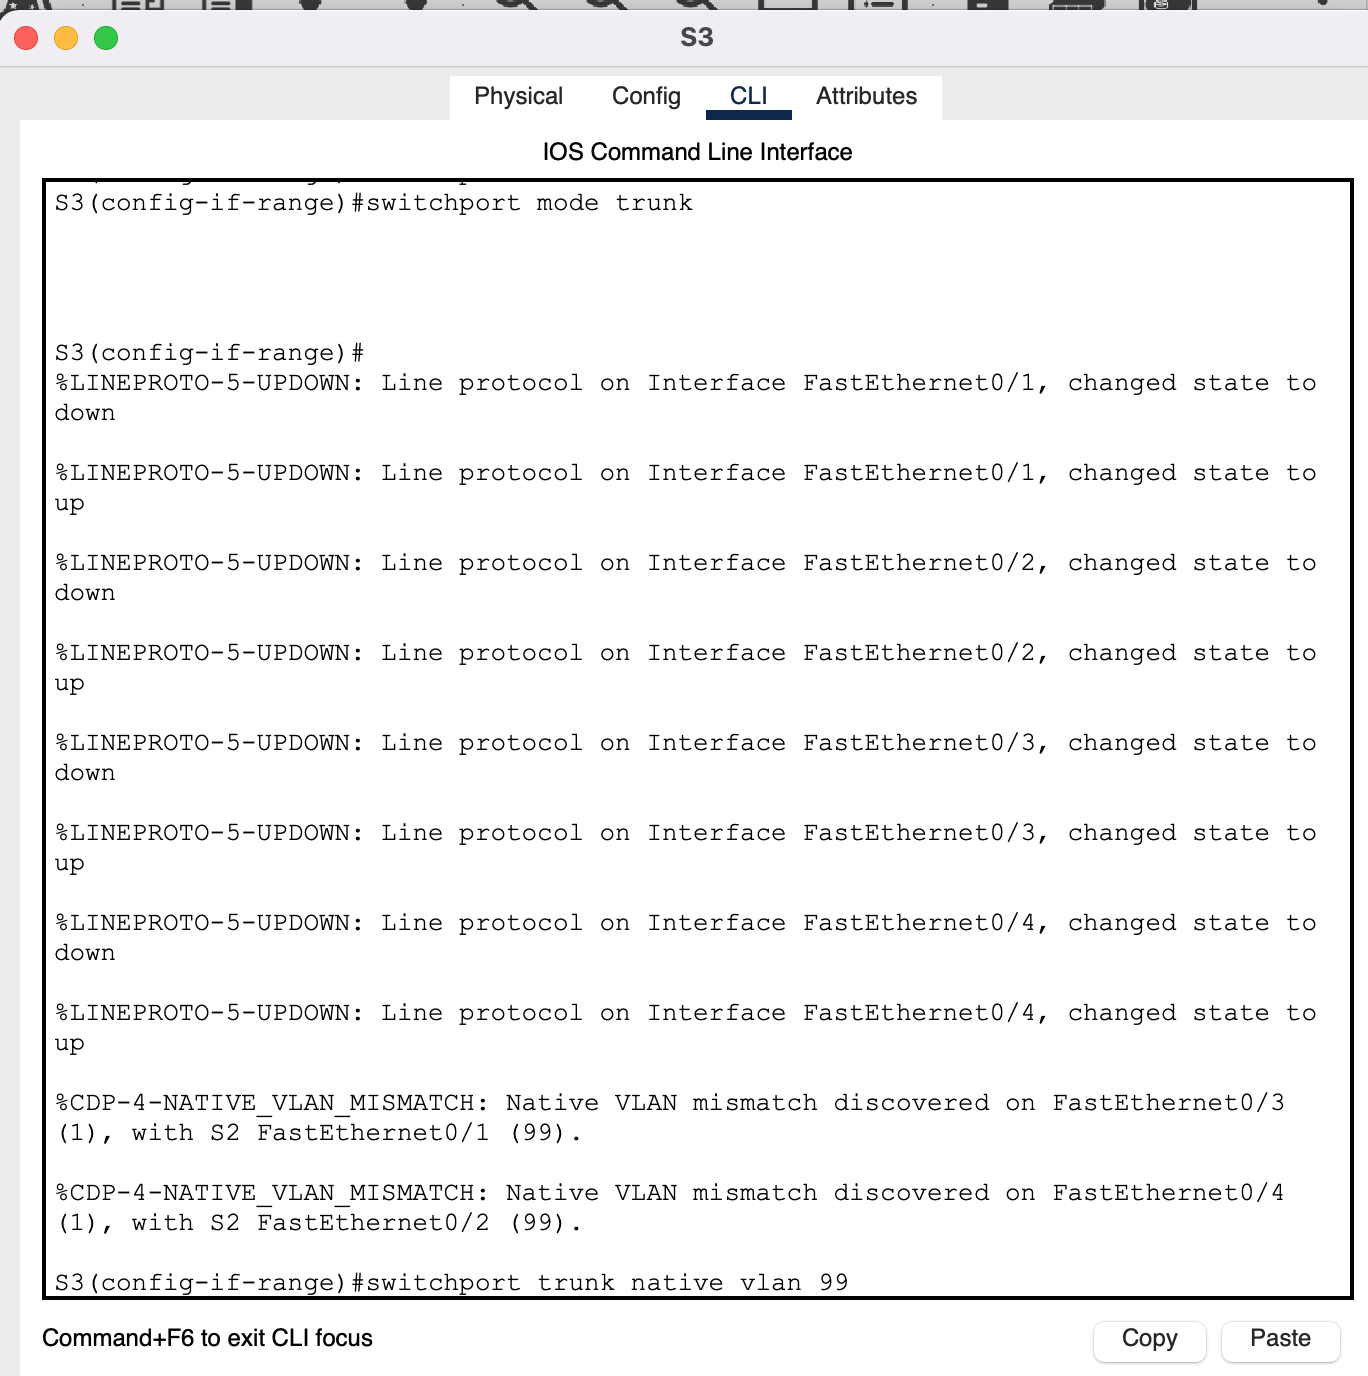 S3
Physical Config CLI Attributes
IOS Command Line Interface
S3(config-if-range)#switchport mode trunk
S3(config-if-range)#
%LINEPROTO-5-UPDOWN: Line protocol on Interface FastEthernet0/1, changed state to
down
%LINEPROTO-5-UPDOWN: Line protocol on Interface FastEthernet0/1, changed state to
up
%LINEPROTO-5-UPDOWN: Line protocol on Interface FastEthernet0/2, changed state to
down
%LINEPROTO-5-UPDOWN: Line protocol on Interface FastEthernet0/2, changed state to
up
%LINEPROTO-5-UPDOWN: Line protocol on Interface FastEthernet0/3, changed state to
down
%LINEPROTO-5-UPDOWN: Line protocol on Interface FastEthernet0/3, changed state to
up
%LINEPROTO-5-UPDOWN: Line protocol on Interface FastEthernet0/4, changed state to
down
%LINEPROTO-5-UPDOWN: Line protocol on Interface FastEthernet0/4, changed state to
up
%CDP-4-NATIVE_VLAN_MISMATCH: Native VLAN mismatch discovered on FastEthernet0/3
(1), with S2 FastEthernet0/1 (99).
%CDP-4-NATIVE_VLAN_MISMATCH: Native VLAN mismatch discovered on FastEthernet0/4
(1), with S2 FastEthernet0/2 (99).
S3(config-if-range)#switchport trunk native vlan 99
Command+F6 to exit CLI focus
Copy Paste